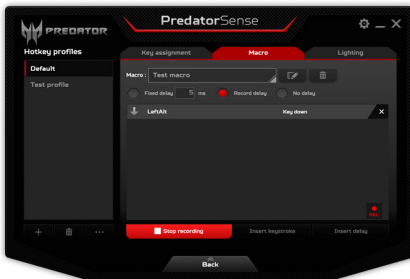 PREDATOR
PredatorSense
Hotkey profiles
Default
Test profile
Key assignment
Macro
Lighting
Macro : Test macro
Fixed delay 5 ms Record delay No delay
LeftAlt Key down
REC
Stop recording Insert keystroke Insert delay
Back